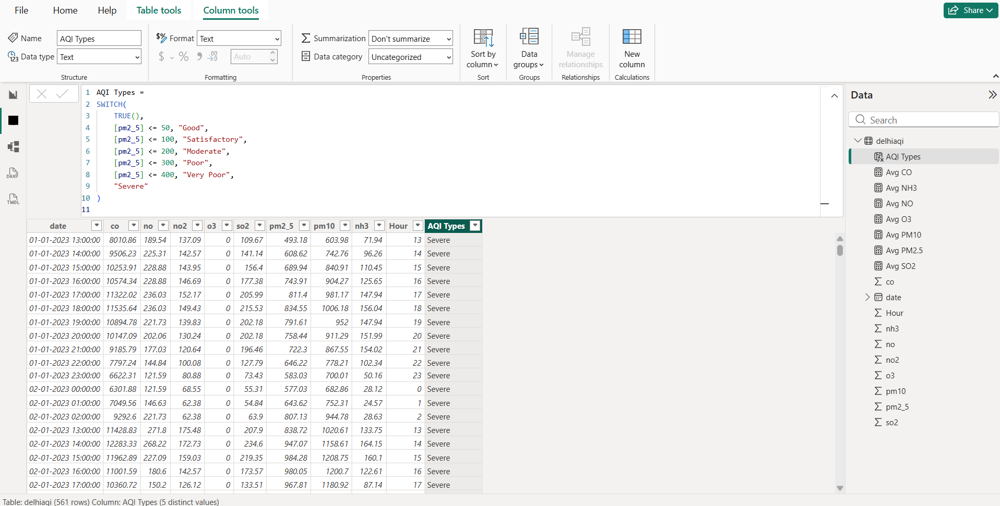 File Home Help Table tools Column tools Share
Name AQI Types $% Format Text Summarization Don't summarize Sort by column Data groups Manage relationships New column
123 Data type Text $ % , .00 →.0 Auto Data category Uncategorized
Structure Formatting Properties Sort Groups Relationships Calculations
1 AQI Types =
2 SWITCH(
3 TRUE(),
4 [pm2_5] <= 50, "Good",
5 [pm2_5] <= 100, "Satisfactory",
6 [pm2_5] <= 200, "Moderate",
7 [pm2_5] <= 300, "Poor",
8 [pm2_5] <= 400, "Very Poor",
9 "Severe"
10 )
11
DAX
TMDL
date co no no2 o3 so2 pm2_5 pm10 nh3 Hour AQI Types
01-01-2023 13:00:00 8010.86 189.54 137.09 0 109.67 493.18 603.98 71.94 13 Severe
01-01-2023 14:00:00 9506.23 225.31 142.57 0 141.14 608.62 742.76 96.26 14 Severe
01-01-2023 15:00:00 10253.91 228.88 143.95 0 156.4 689.94 840.91 110.45 15 Severe
01-01-2023 16:00:00 10574.34 228.88 146.69 0 177.38 743.91 904.27 125.65 16 Severe
01-01-2023 17:00:00 11322.02 236.03 152.17 0 205.99 811.4 981.17 147.94 17 Severe
01-01-2023 18:00:00 11535.64 236.03 149.43 0 215.53 834.55 1006.18 156.04 18 Severe
01-01-2023 19:00:00 10894.78 221.73 139.83 0 202.18 791.61 952 147.94 19 Severe
01-01-2023 20:00:00 10147.09 202.06 130.24 0 202.18 758.44 911.29 151.99 20 Severe
01-01-2023 21:00:00 9185.79 177.03 120.64 0 196.46 722.3 867.55 154.02 21 Severe
01-01-2023 22:00:00 7797.24 144.84 100.08 0 127.79 646.22 778.21 102.34 22 Severe
01-01-2023 23:00:00 6622.31 121.59 80.88 0 73.43 583.03 700.01 50.16 23 Severe
02-01-2023 00:00:00 6301.88 121.59 68.55 0 55.31 577.03 682.86 28.12 0 Severe
02-01-2023 01:00:00 7049.56 146.63 62.38 0 54.84 643.62 752.31 24.57 1 Severe
02-01-2023 02:00:00 9292.6 221.73 62.38 0 63.9 807.13 944.78 28.63 2 Severe
02-01-2023 13:00:00 11428.83 271.8 175.48 0 207.9 838.72 1020.61 133.75 13 Severe
02-01-2023 14:00:00 12283.33 268.22 172.73 0 234.6 947.07 1158.61 164.15 14 Severe
02-01-2023 15:00:00 11962.89 227.09 159.03 0 219.35 984.28 1208.75 160.1 15 Severe
02-01-2023 16:00:00 11001.59 180.6 142.57 0 173.57 980.05 1200.7 122.61 16 Severe
02-01-2023 17:00:00 10360.72 150.2 126.12 0 133.51 967.81 1180.92 87.14 17 Severe
Data
Search
delhiaqi
AQI Types
Avg CO
Avg NH3
Avg NO
Avg O3
Avg PM10
Avg PM2.5
Avg SO2
co
date
Hour
nh3
no
no2
o3
pm10
pm2_5
so2
Table: delhiaqi (561 rows) Column: AQI Types (5 distinct values)